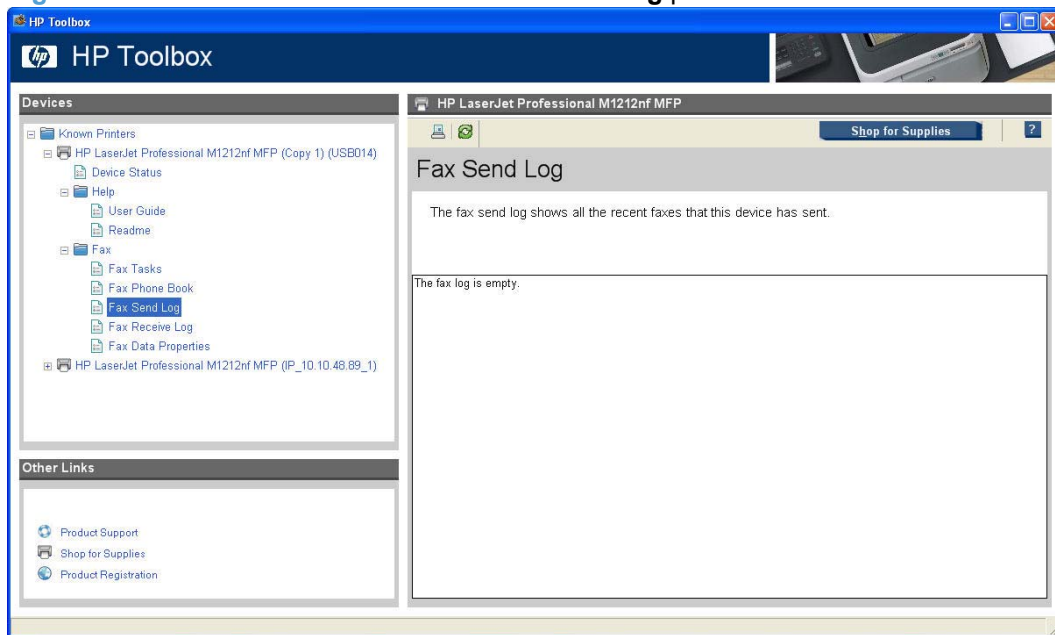 HP Toolbox
hp HP Toolbox
Devices
Known Printers
HP LaserJet Professional M1212nf MFP (Copy 1) (USB014)
Device Status
Help
User Guide
Readme
Fax
Fax Tasks
Fax Phone Book
Fax Send Log
Fax Receive Log
Fax Data Properties
HP LaserJet Professional M1212nf MFP (IP_10.10.48.89_1)
Other Links
Product Support
Shop for Supplies
Product Registration
HP LaserJet Professional M1212nf MFP
Shop for Supplies ?
Fax Send Log
The fax send log shows all the recent faxes that this device has sent.
The fax log is empty.